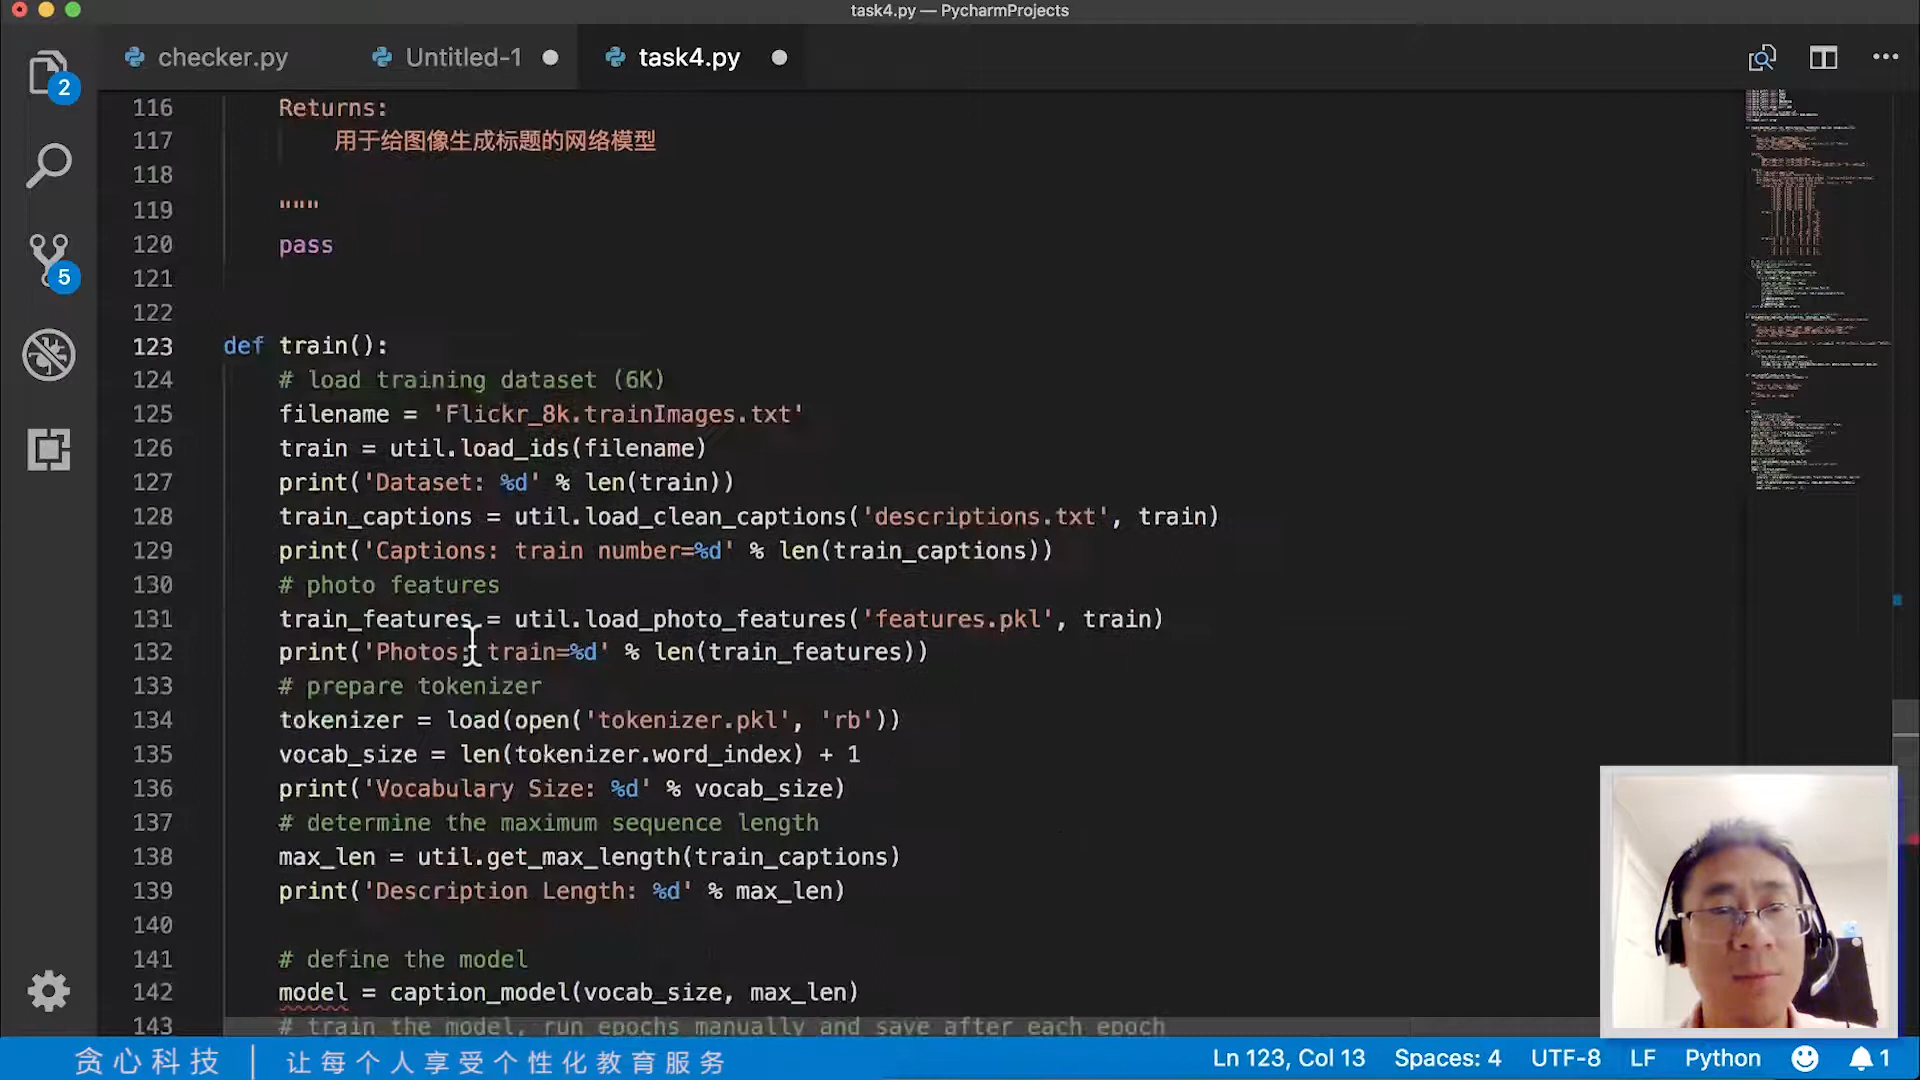 task4.py — PycharmProjects
checker.py
Untitled-1
task4.py
2
5
116 Returns:
117 用于给图像生成标题的网络模型
118
119 """
120 pass
121
122
123 def train():
124 # load training dataset (6K)
125 filename = 'Flickr_8k.trainImages.txt'
126 train = util.load_ids(filename)
127 print('Dataset: %d' % len(train))
128 train_captions = util.load_clean_captions('descriptions.txt', train)
129 print('Captions: train number=%d' % len(train_captions))
130 # photo features
131 train_features = util.load_photo_features('features.pkl', train)
132 print('Photos: train=%d' % len(train_features))
133 # prepare tokenizer
134 tokenizer = load(open('tokenizer.pkl', 'rb'))
135 vocab_size = len(tokenizer.word_index) + 1
136 print('Vocabulary Size: %d' % vocab_size)
137 # determine the maximum sequence length
138 max_len = util.get_max_length(train_captions)
139 print('Description Length: %d' % max_len)
140
141 # define the model
142 model = caption_model(vocab_size, max_len)
143 # train the model, run epochs manually and save after each epoch
贪心科技 | 让每个人享受个性化教育服务
Ln 123, Col 13 Spaces: 4 UTF-8 LF Python 1